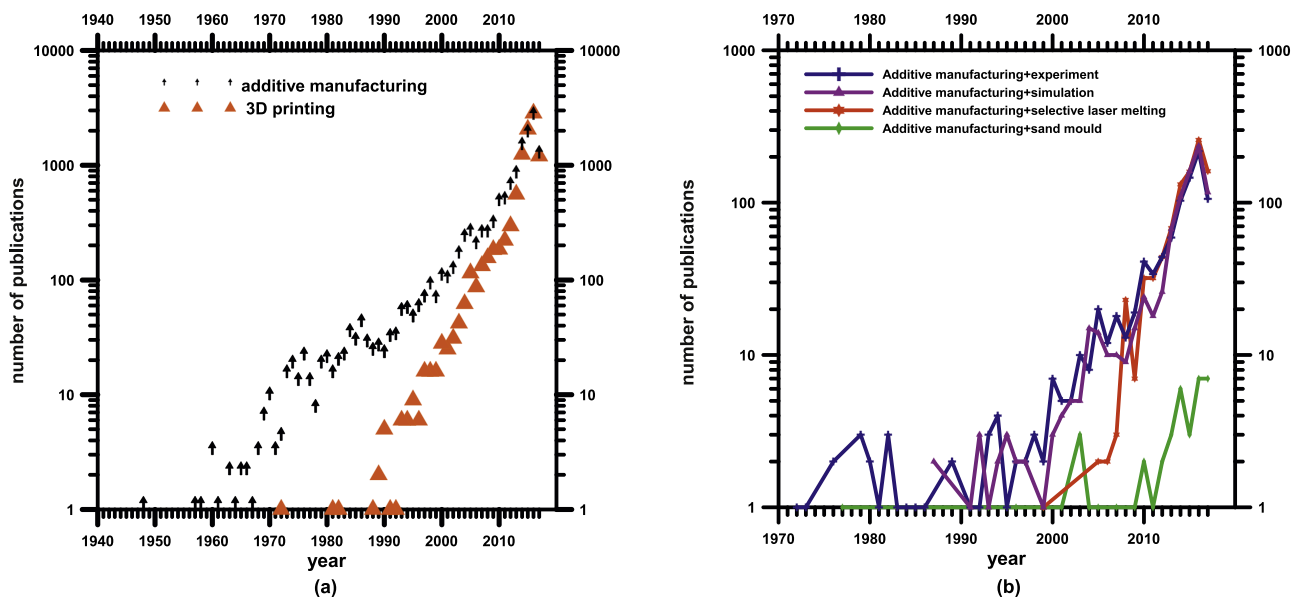 1940 1950 1960 1970 1980 1990 2000 2010
10000 10000
additive manufacturing
3D printing
1000 1000
number of publications
100 100
10 10
1 1
1940 1950 1960 1970 1980 1990 2000 2010
year
(a)
1970 1980 1990 2000 2010
1000 1000
Additive manufacturing+experiment
Additive manufacturing+simulation
Additive manufacturing+selective laser melting
Additive manufacturing+sand mould
number of publications
100 100
10 10
1 1
1970 1980 1990 2000 2010
year
(b)